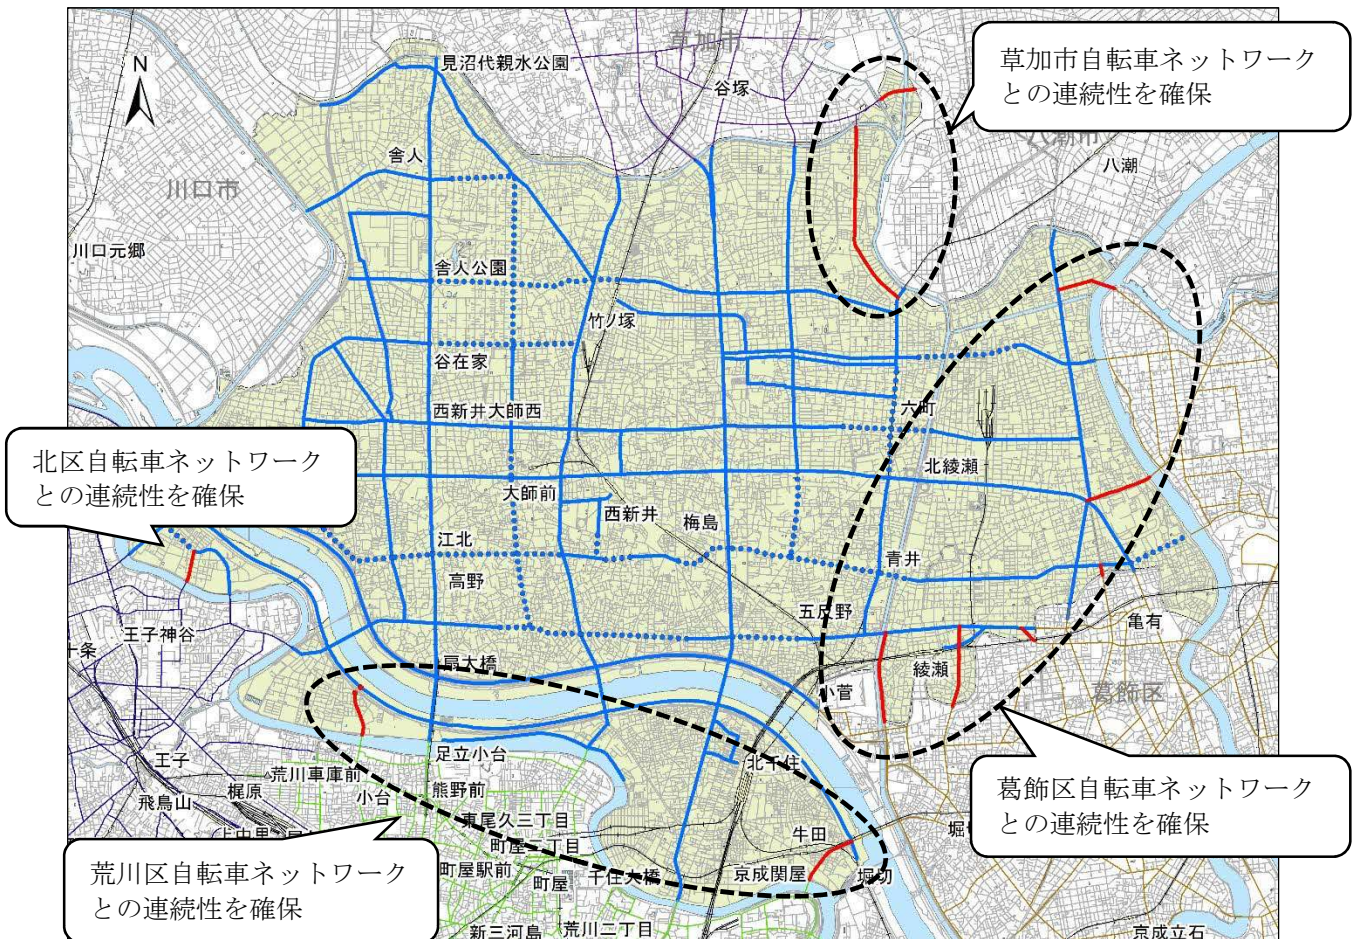 草加市自転車ネットワーク
との連続性を確保
草加市
見沼代親水公園
谷塚
N
八潮市
八潮
舎人
川口市
川口元郷
舎人公園
竹ノ塚
谷在家
西新井大師西
六町
北区自転車ネットワーク
との連続性を確保
北綾瀬
大師前
西新井
梅島
江北
青井
高野
五反野
亀有
王子神谷
十条
扇大橋
綾瀬
小菅
葛飾区
王子
足立小台
北千住
荒川車庫前
飛鳥山
梶原
小台
熊野前
葛飾区自転車ネットワーク
との連続性を確保
東尾久三丁目
牛田
町屋二丁目
荒川区自転車ネットワーク
との連続性を確保
町屋駅前
町屋
千住大橋
京成関屋
堀切
新三河島
荒川二丁目
京成立石